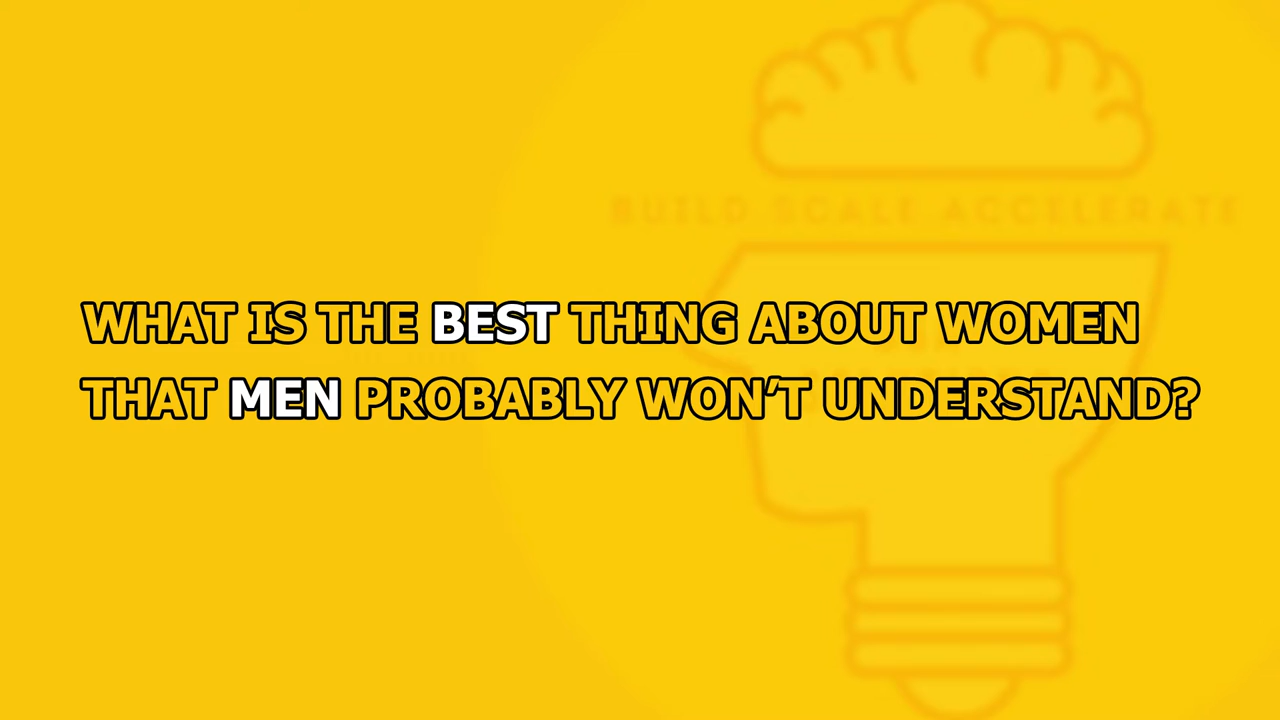 BUILD SCALE ACCELERATE
WHAT IS THE BEST THING ABOUT WOMEN
THAT MEN PROBABLY WON’T UNDERSTAND?